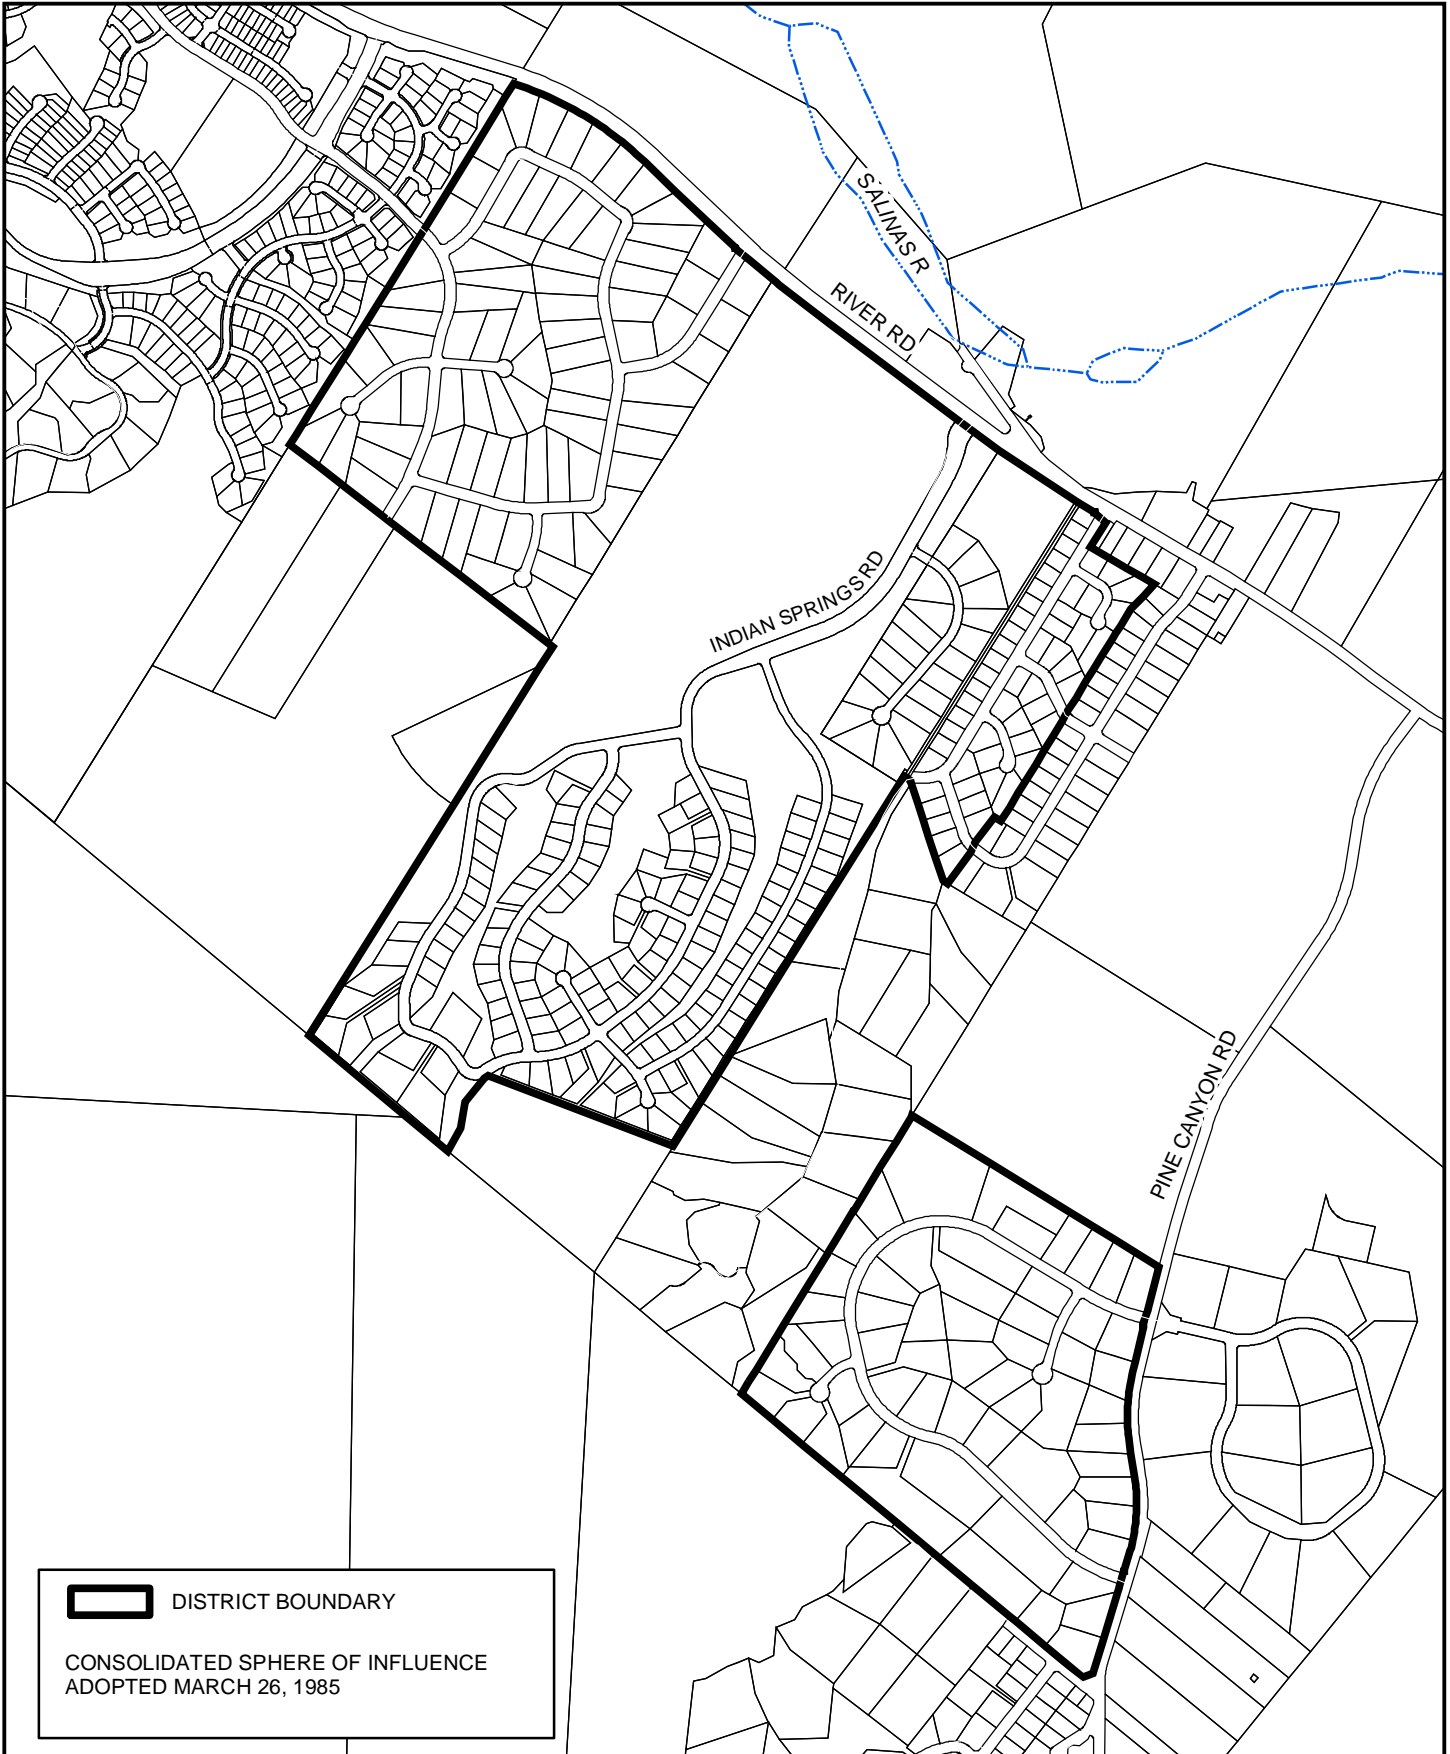 SALINAS R
RIVER RD
INDIAN SPRINGS RD
PINE CANYON RD
DISTRICT BOUNDARY
CONSOLIDATED SPHERE OF INFLUENCE
ADOPTED MARCH 26, 1985